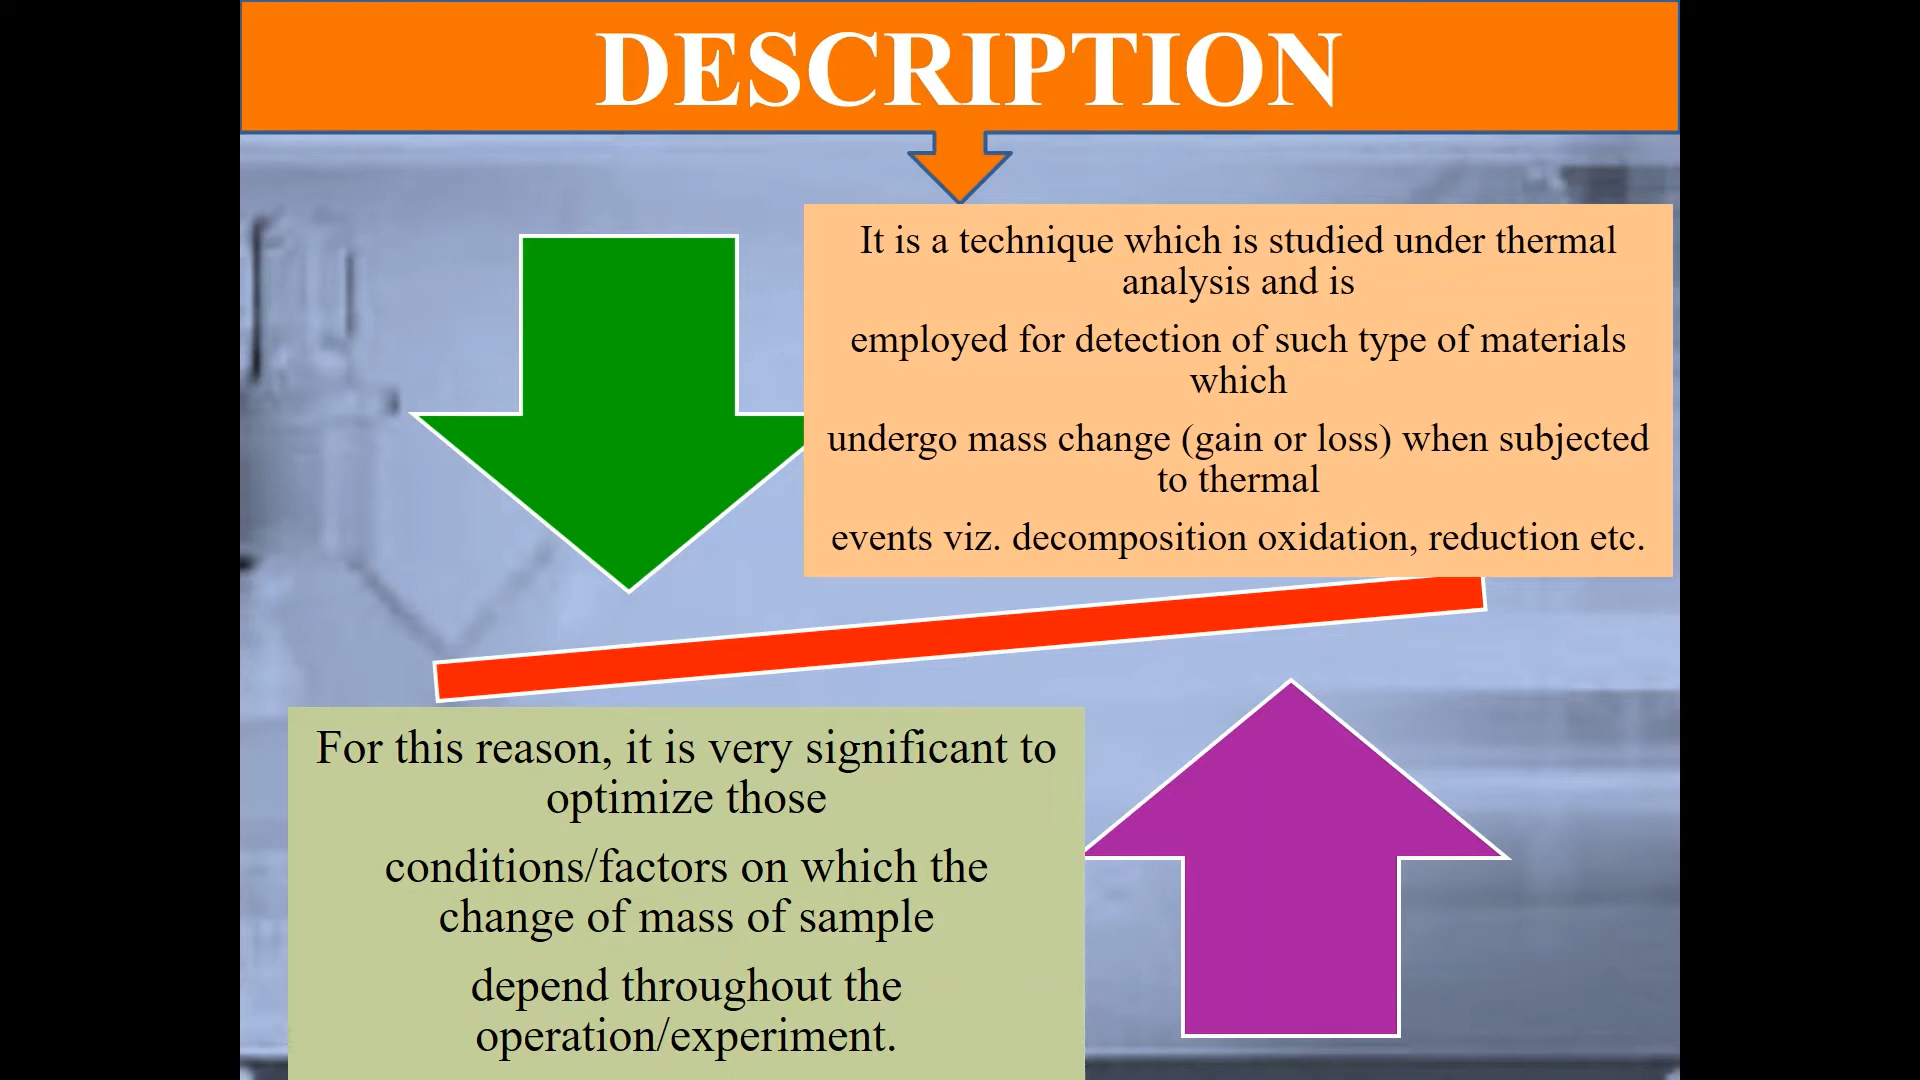 DESCRIPTION
It is a technique which is studied under thermal
analysis and is
employed for detection of such type of materials
which
undergo mass change (gain or loss) when subjected
to thermal
events viz. decomposition oxidation, reduction etc.
For this reason, it is very significant to
optimize those
conditions/factors on which the
change of mass of sample
depend throughout the
operation/experiment.